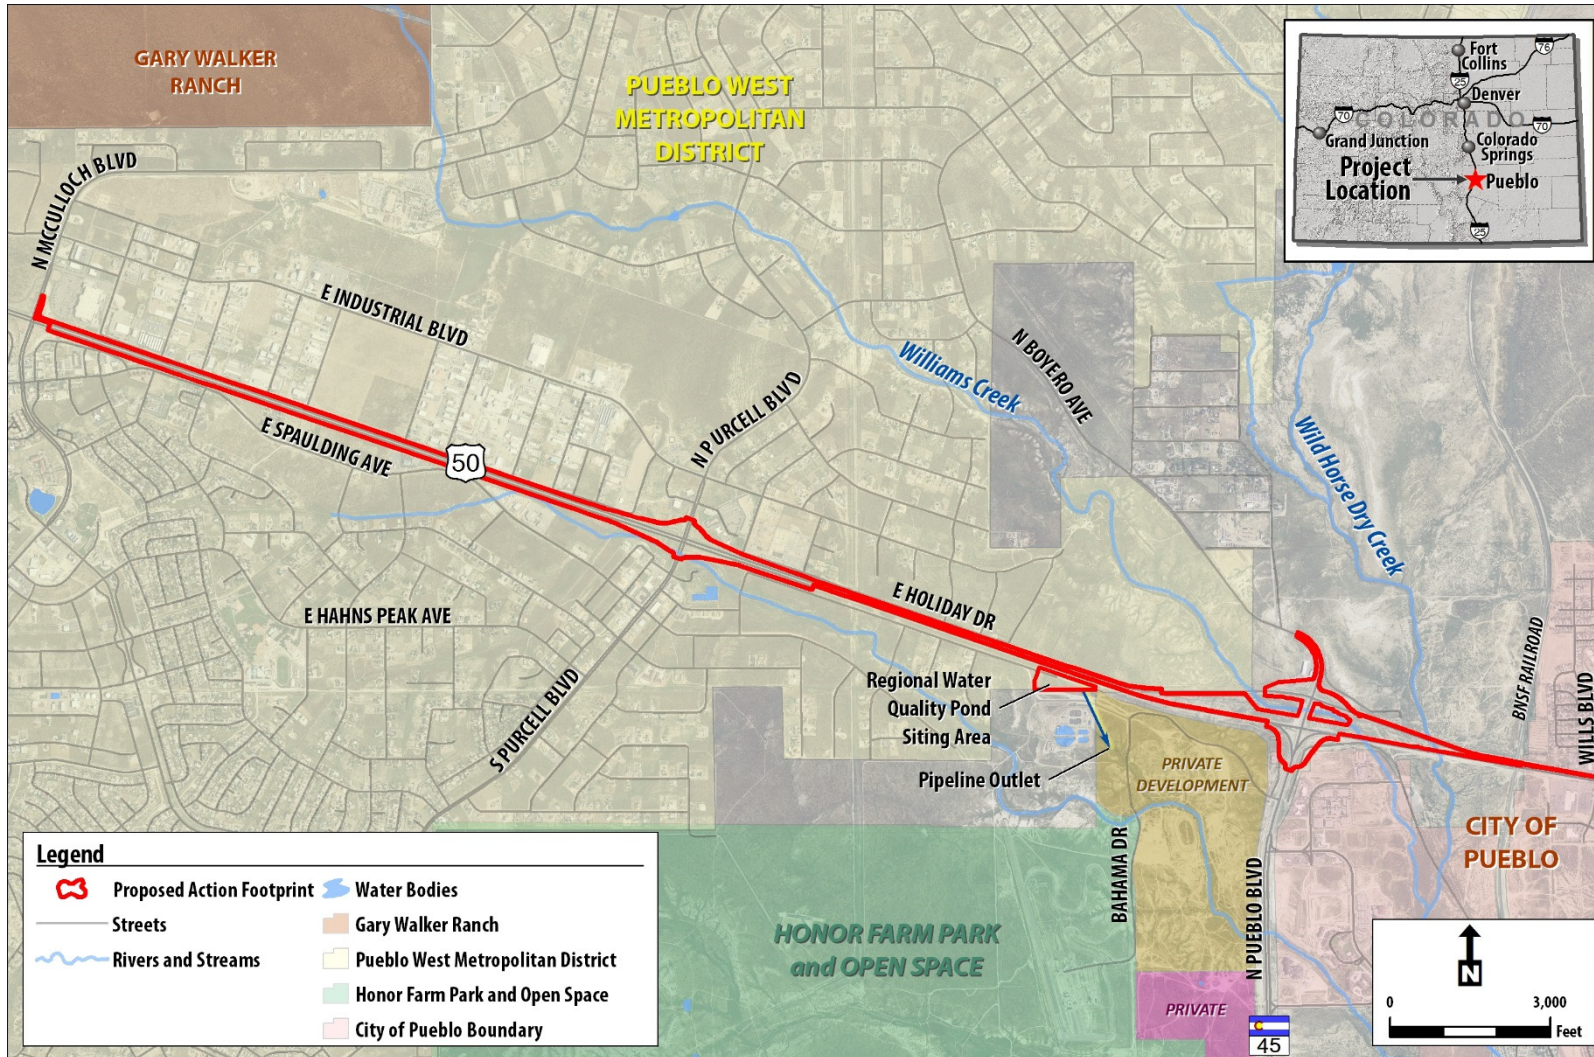 GARY WALKER
RANCH
PUEBLO WEST
METROPOLITAN
DISTRICT
Fort
Collins
76
25
Denver
70
COLORADO
70
Grand Junction
Colorado
Springs
Project
Location
Pueblo
25
N MCCULLOCH BLVD
E INDUSTRIAL BLVD
N PURCELL BLVD
Williams Creek
N BOYERO AVE
Wild Horse Dry Creek
E SPAULDING AVE
50
E HAHNS PEAK AVE
S PURCELL BLVD
E HOLIDAY DR
Regional Water
Quality Pond
Siting Area
Pipeline Outlet
PRIVATE
DEVELOPMENT
BNSF RAILROAD
WILLS BLVD
CITY OF
PUEBLO
BAHAMA DR
N PUEBLO BLVD
HONOR FARM PARK
and OPEN SPACE
PRIVATE
45
Legend
Proposed Action Footprint
Streets
Rivers and Streams
Water Bodies
Gary Walker Ranch
Pueblo West Metropolitan District
Honor Farm Park and Open Space
City of Pueblo Boundary
N
0 3,000
Feet